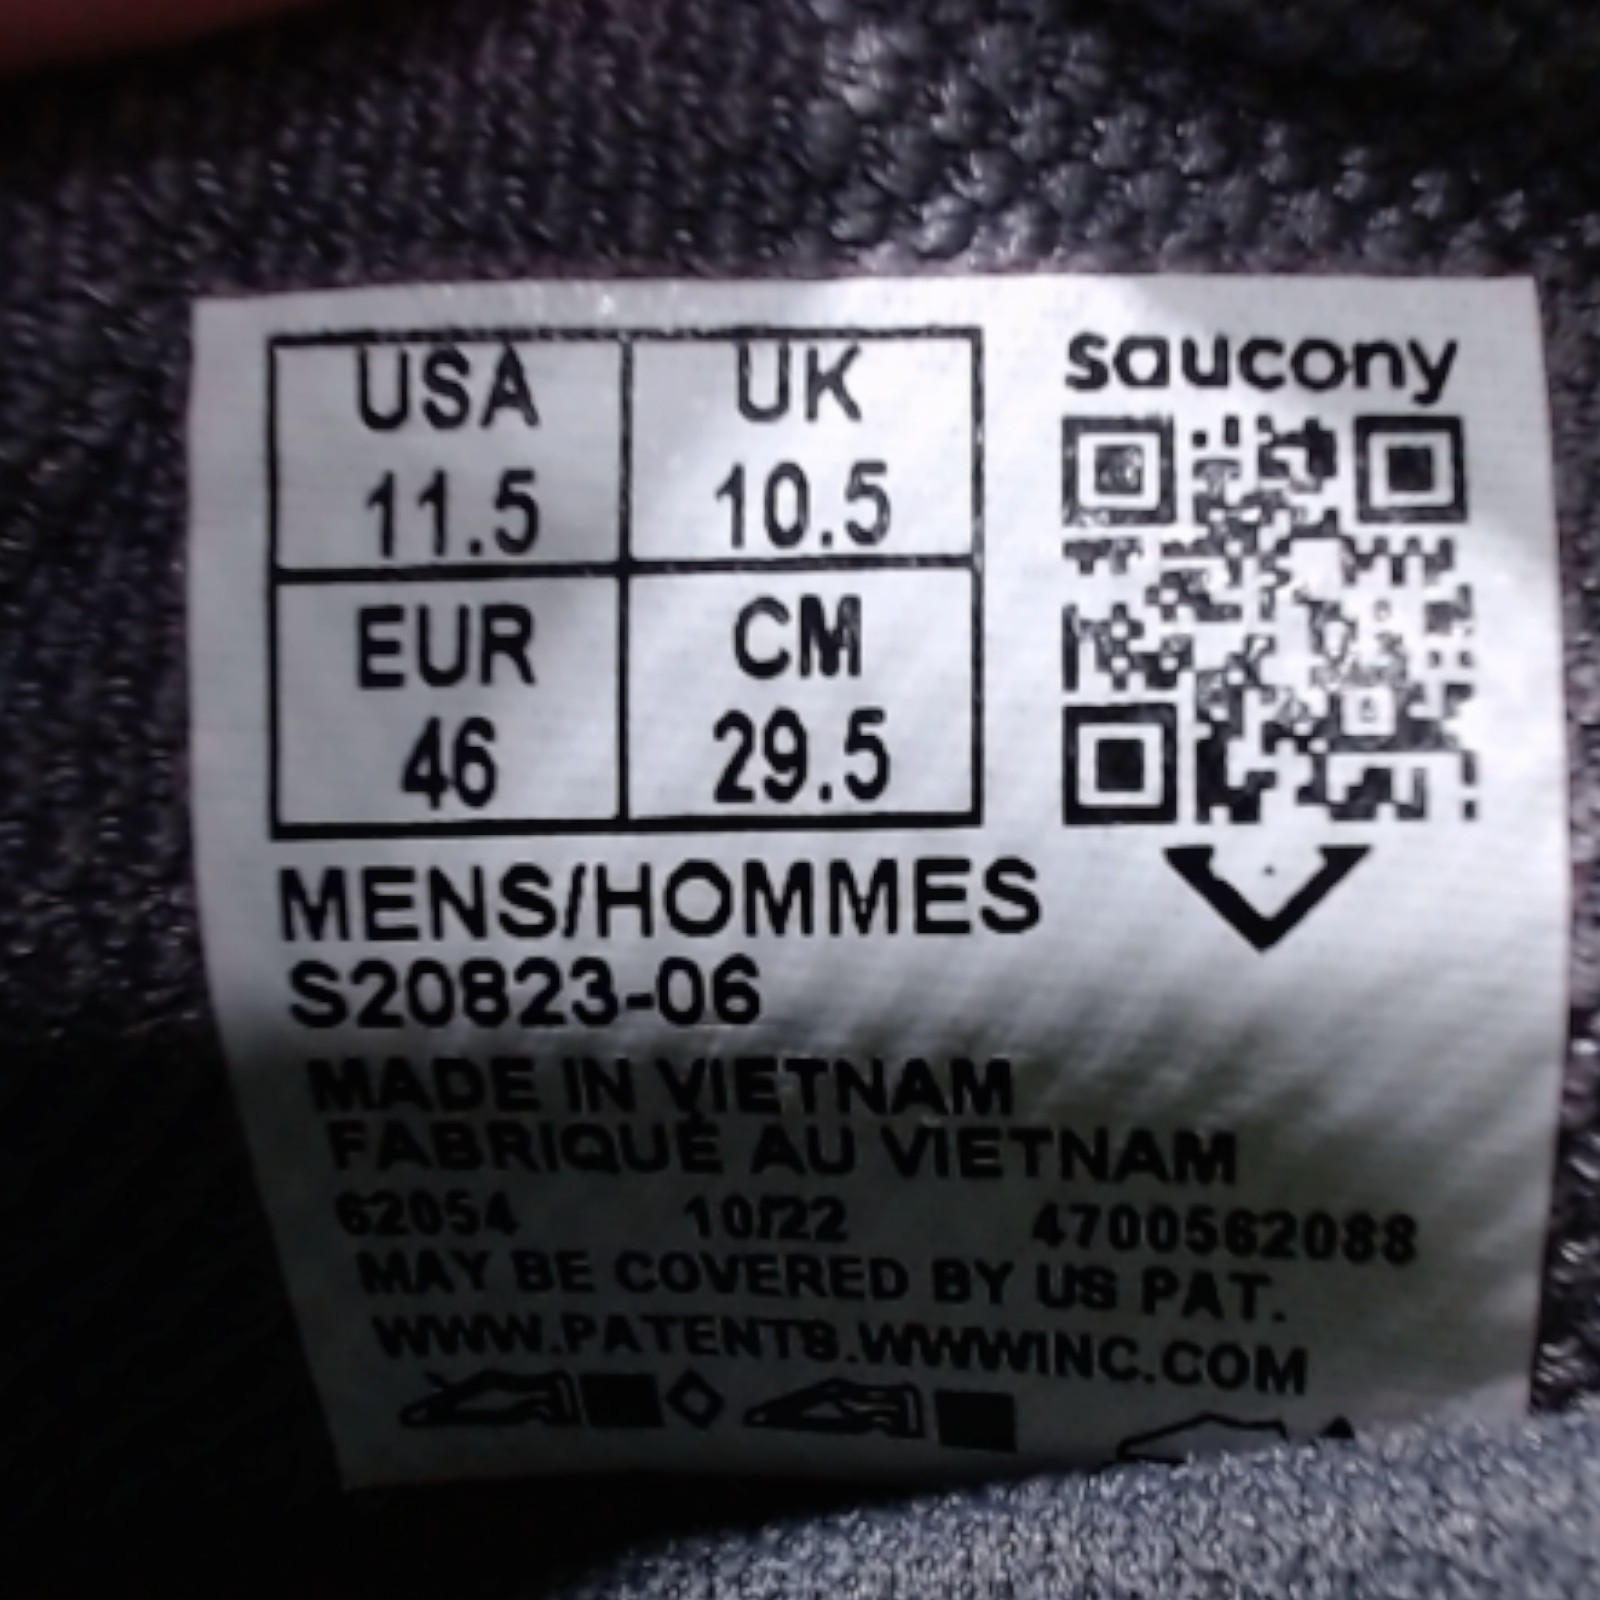 USA UK
11.5 10.5
EUR CM
46 29.5
saucony
MENS/HOMMES
S20823-06
MADE IN VIETNAM
FABRIQUÉ AU VIETNAM
62054 10/22 4700562088
MAY BE COVERED BY US PAT.
WWW.PATENTS.WWWINC.COM